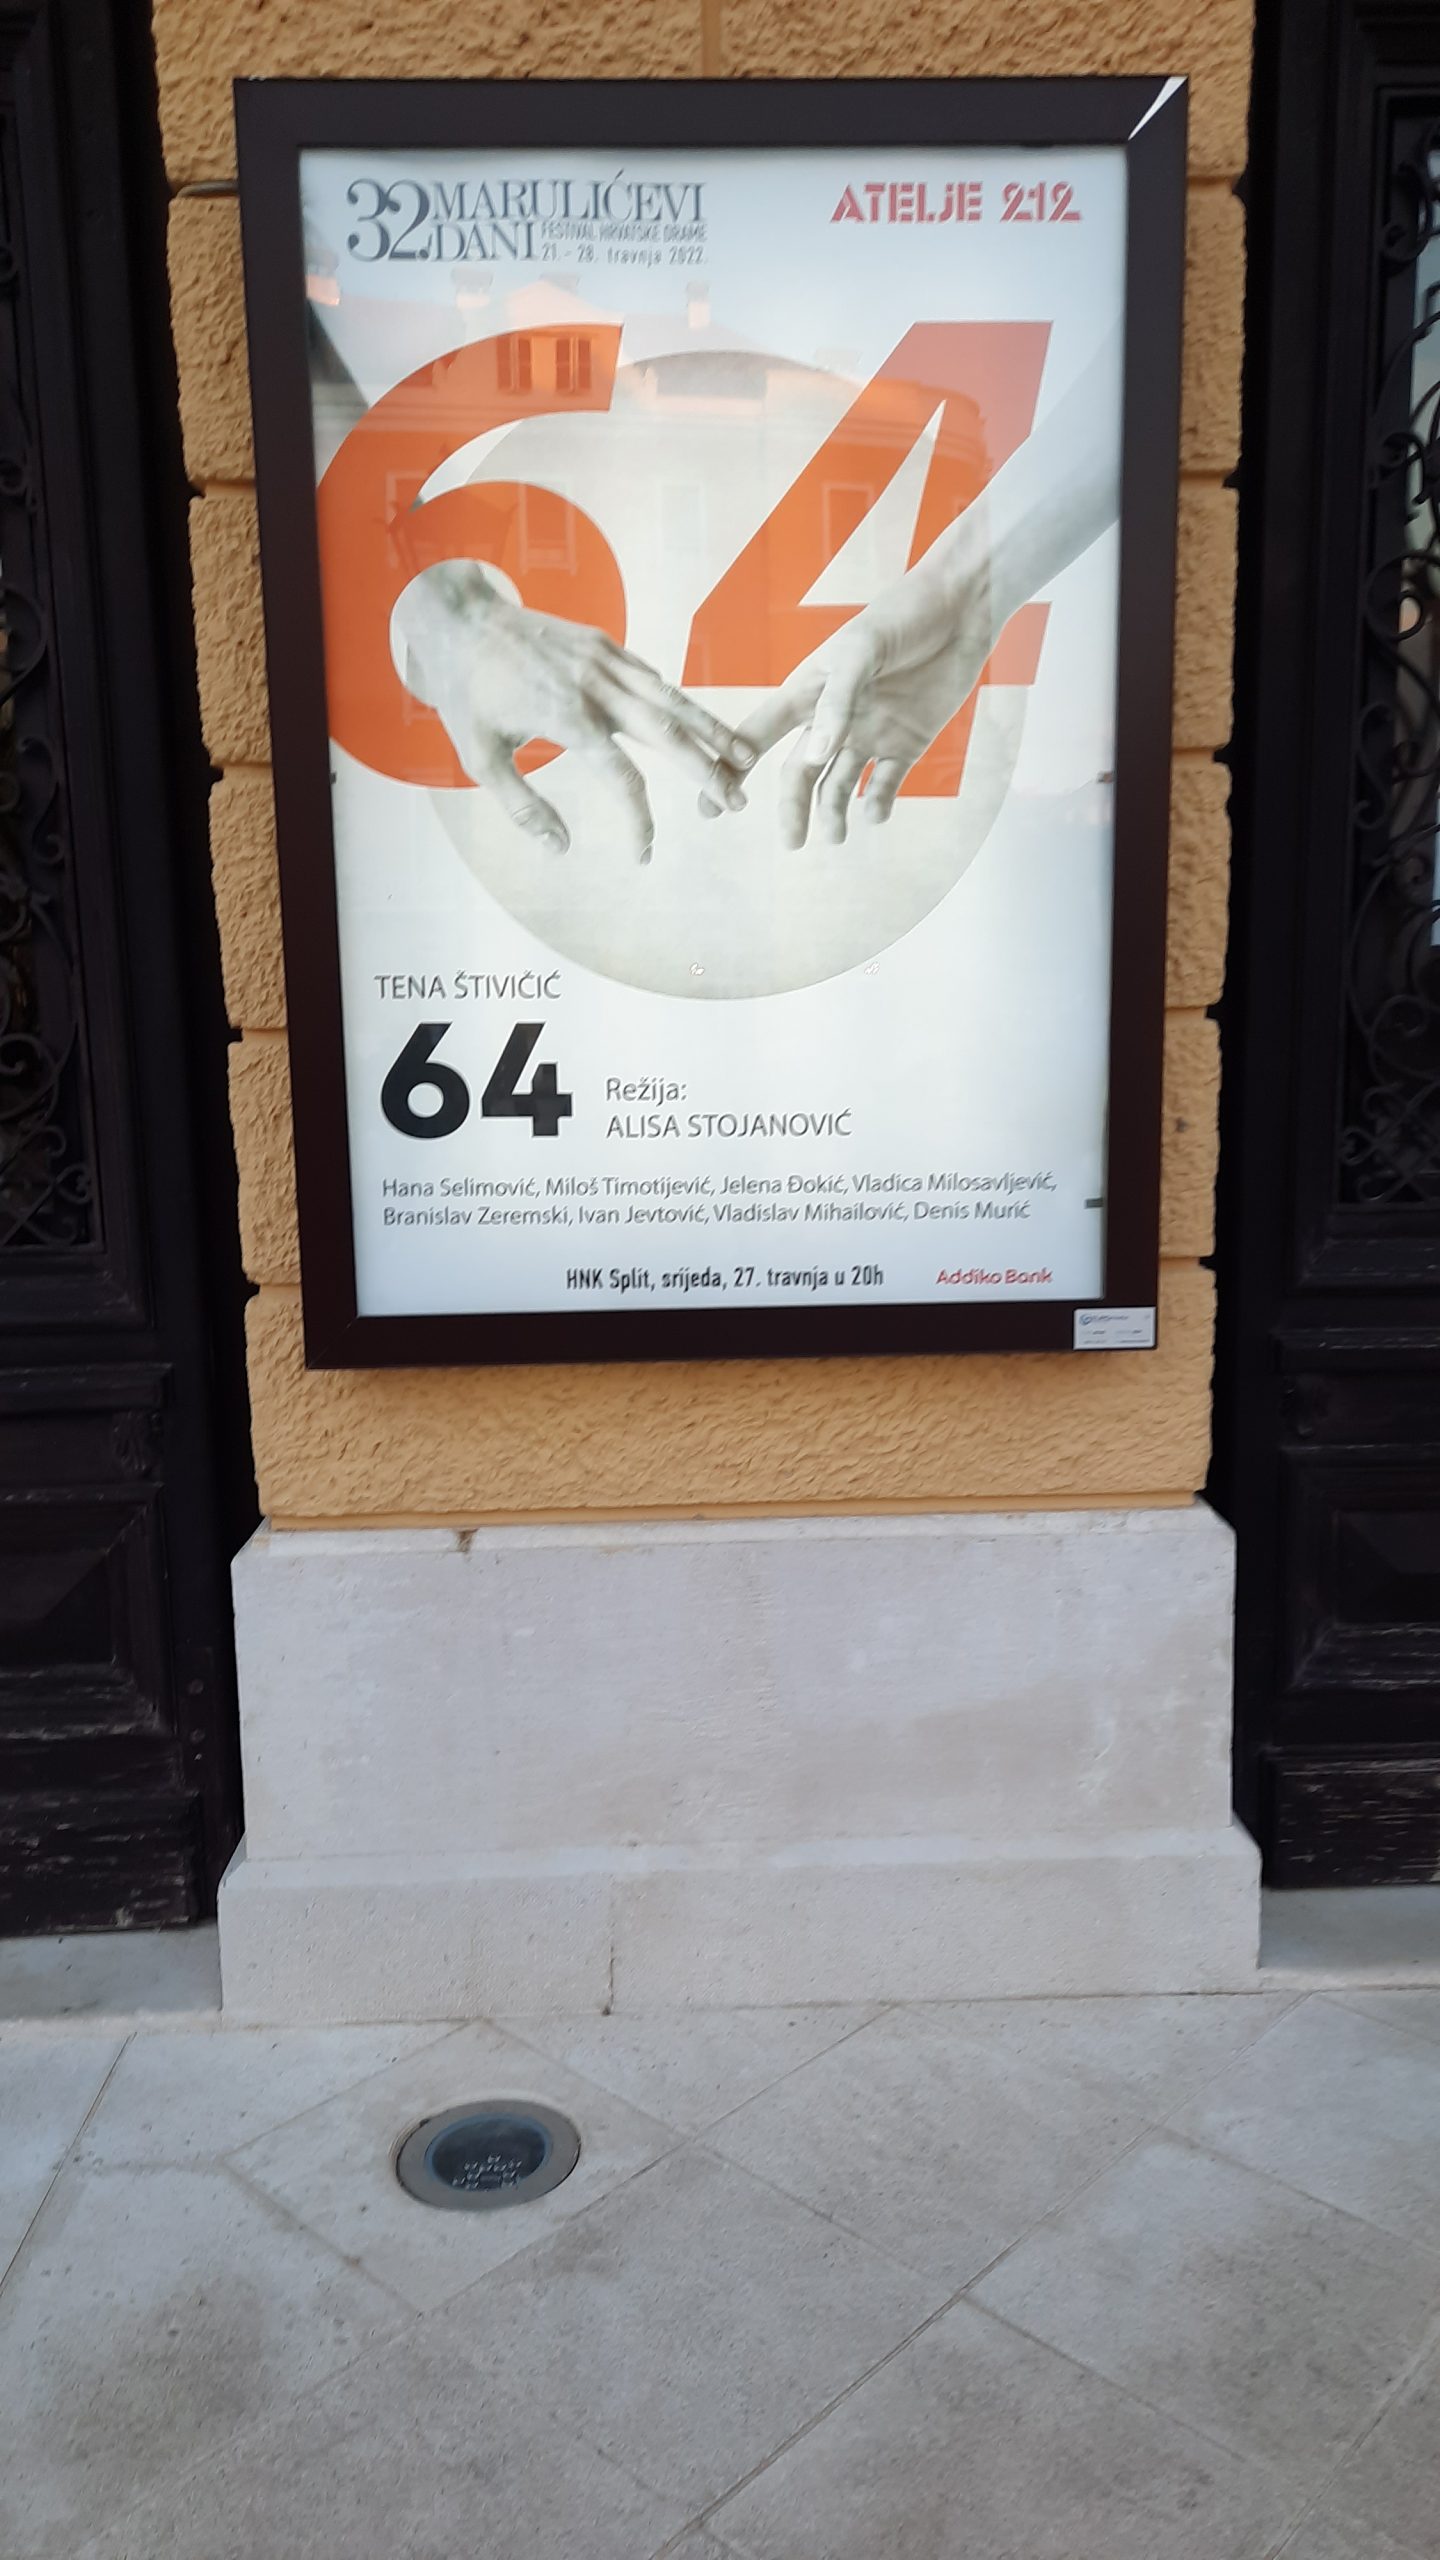 32. MARULIĆEVI
DANI
FESTIVAL HRVATSKE DRAME
21. - 28. travnja 2022.
ATELJE 212
64
TENA ŠTIVIČIĆ
64
Režija:
ALISA STOJANOVIĆ
Hana Selimović, Miloš Timotijević, Jelena Đokić, Vladica Milosavljević,
Branislav Zeremski, Ivan Jevtović, Vladislav Mihailović, Denis Murić
HNK Split, srijeda, 27. travnja u 20h
Addiko Bank